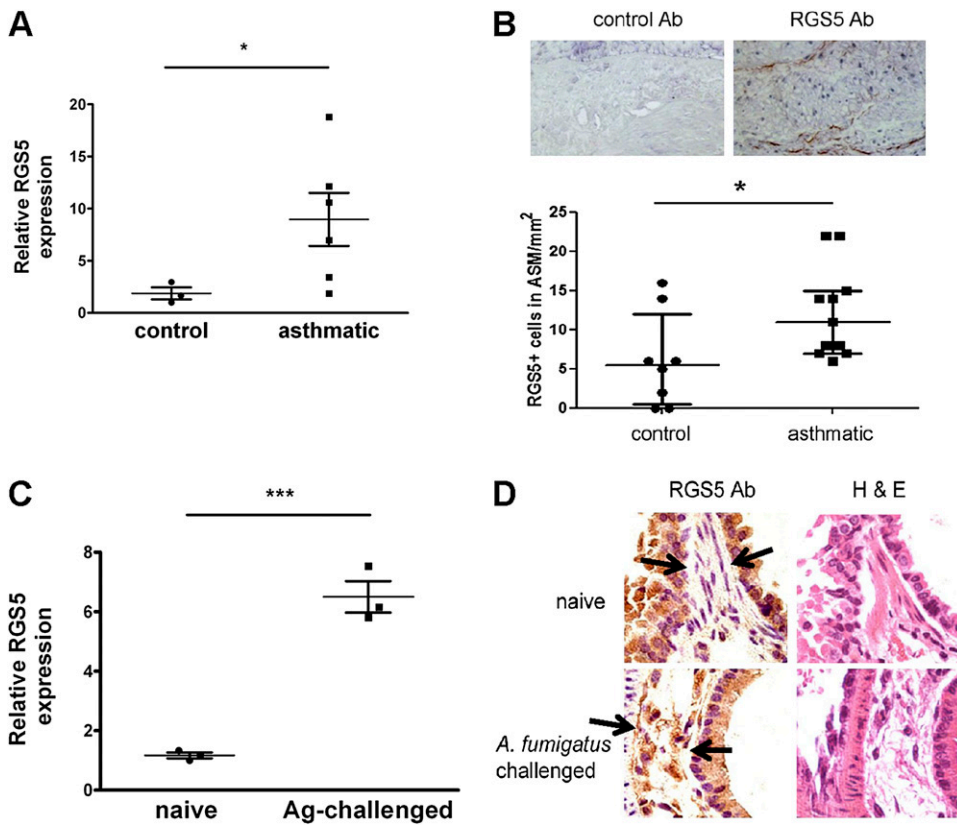 A
*
Relative RGS5
expression
20
15
10
5
0
control
asthmatic
B
control Ab
RGS5 Ab
*
RGS5+ cells in ASM/mm²
25
20
15
10
5
0
control
asthmatic
C
***
Relative RGS5
expression
8
6
4
2
0
naive
Ag-challenged
D
RGS5 Ab
H & E
naive
A. fumigatus
challenged